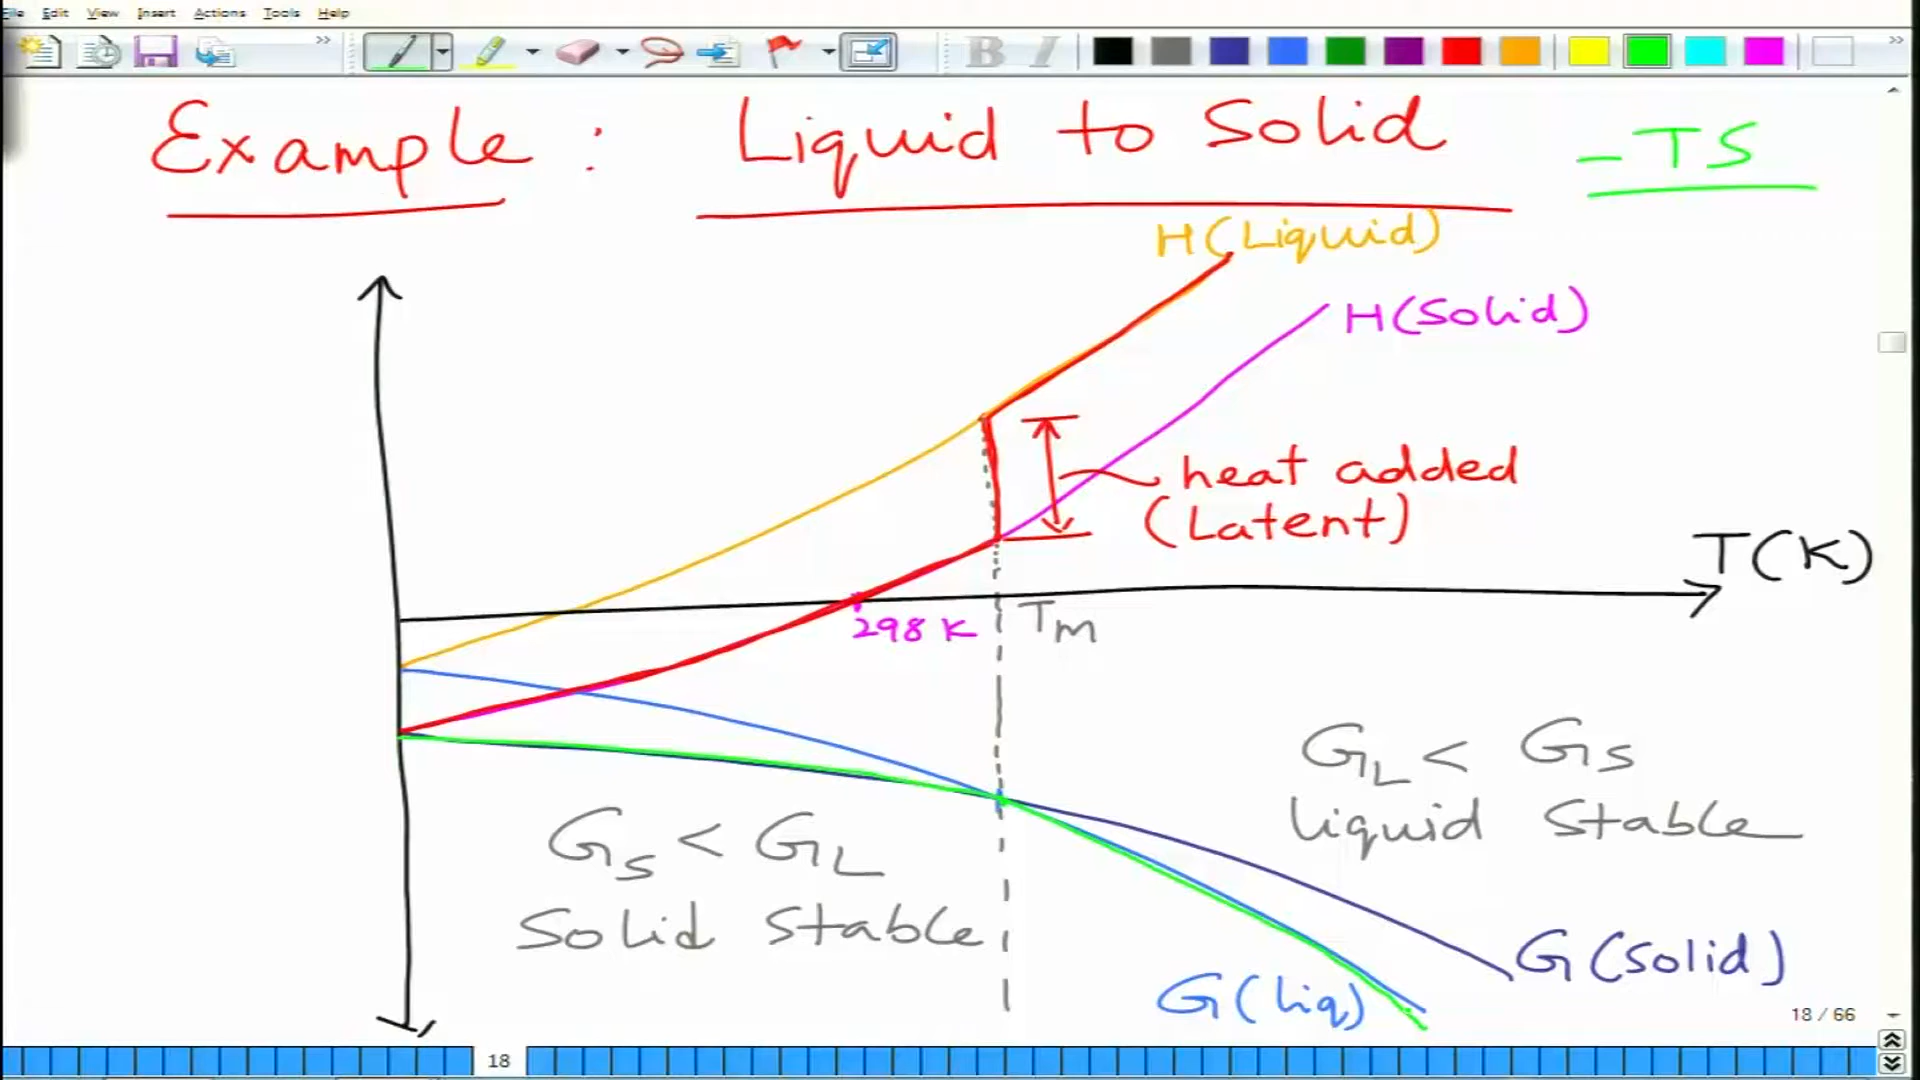 File Edit View Insert Actions Tools Help
B I
Example : Liquid to Solid
-TS
H(Liquid)
H(Solid)
heat added
(Latent)
T(K)
298 K
Tm
GL < GS
liquid stable
GS < GL
Solid stable
G(solid)
G(liq)
18 / 66
18